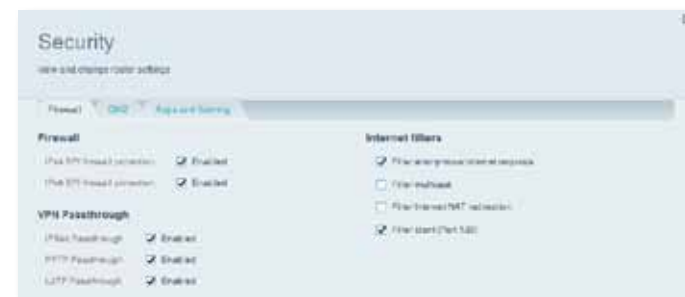 Security
view and change router settings
Firewall
DMZ
Apps and Gaming
Firewall
IPv6 SPI firewall protection: Enabled
IPv4 SPI firewall protection: Enabled
VPN Passthrough
IPSec Passthrough: Enabled
PPTP Passthrough: Enabled
L2TP Passthrough: Enabled
Internet filters
Filter anonymous Internet requests
Filter multicast
Filter Internet NAT redirection
Filter ident (Port 113)